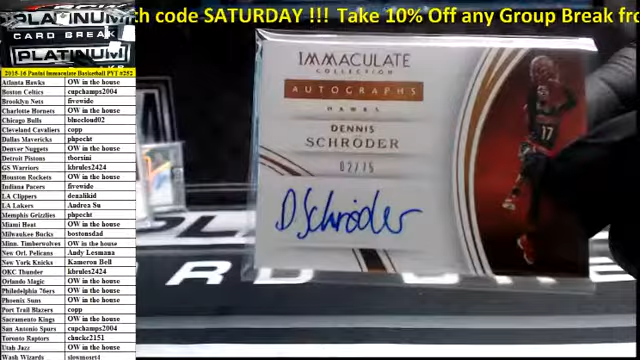 th code SATURDAY !!! Take 10% Off any Group Break fro
PLATINUM
CARD BREAK
PLATINUM
2015-16 Panini Immaculate Basketball PYT #252
Atlanta Hawks OW in the house
Boston Celtics cupchamps2004
Brooklyn Nets fivewide
Charlotte Hornets OW in the house
Chicago Bulls bluecloud02
Cleveland Cavaliers copp
Dallas Mavericks phpecht
Denver Nuggets OW in the house
Detroit Pistons tborsini
GS Warriors kbrules2424
Houston Rockets OW in the house
Indiana Pacers fivewide
LA Clippers denalikid
LA Lakers Andrea Su
Memphis Grizzlies phpecht
Miami Heat OW in the house
Milwaukee Bucks bostonsdad
Minn. Timberwolves OW in the house
New Orl. Pelicans Andy Lesmana
New York Knicks Kameron Bell
OKC Thunder kbrules2424
Orlando Magic OW in the house
Philadelphia 76ers OW in the house
Phoenix Suns OW in the house
Port Trail Blazers copp
Sacramento Kings OW in the house
San Antonio Spurs cupchamps2004
Toronto Raptors chuckc2151
Utah Jazz OW in the house
Wash Wizards slowmosrt4
IMMACULATE
COLLECTION
AUTOGRAPHS
HAWKS
DENNIS
SCHRÖDER
02/75
D Schröder
17